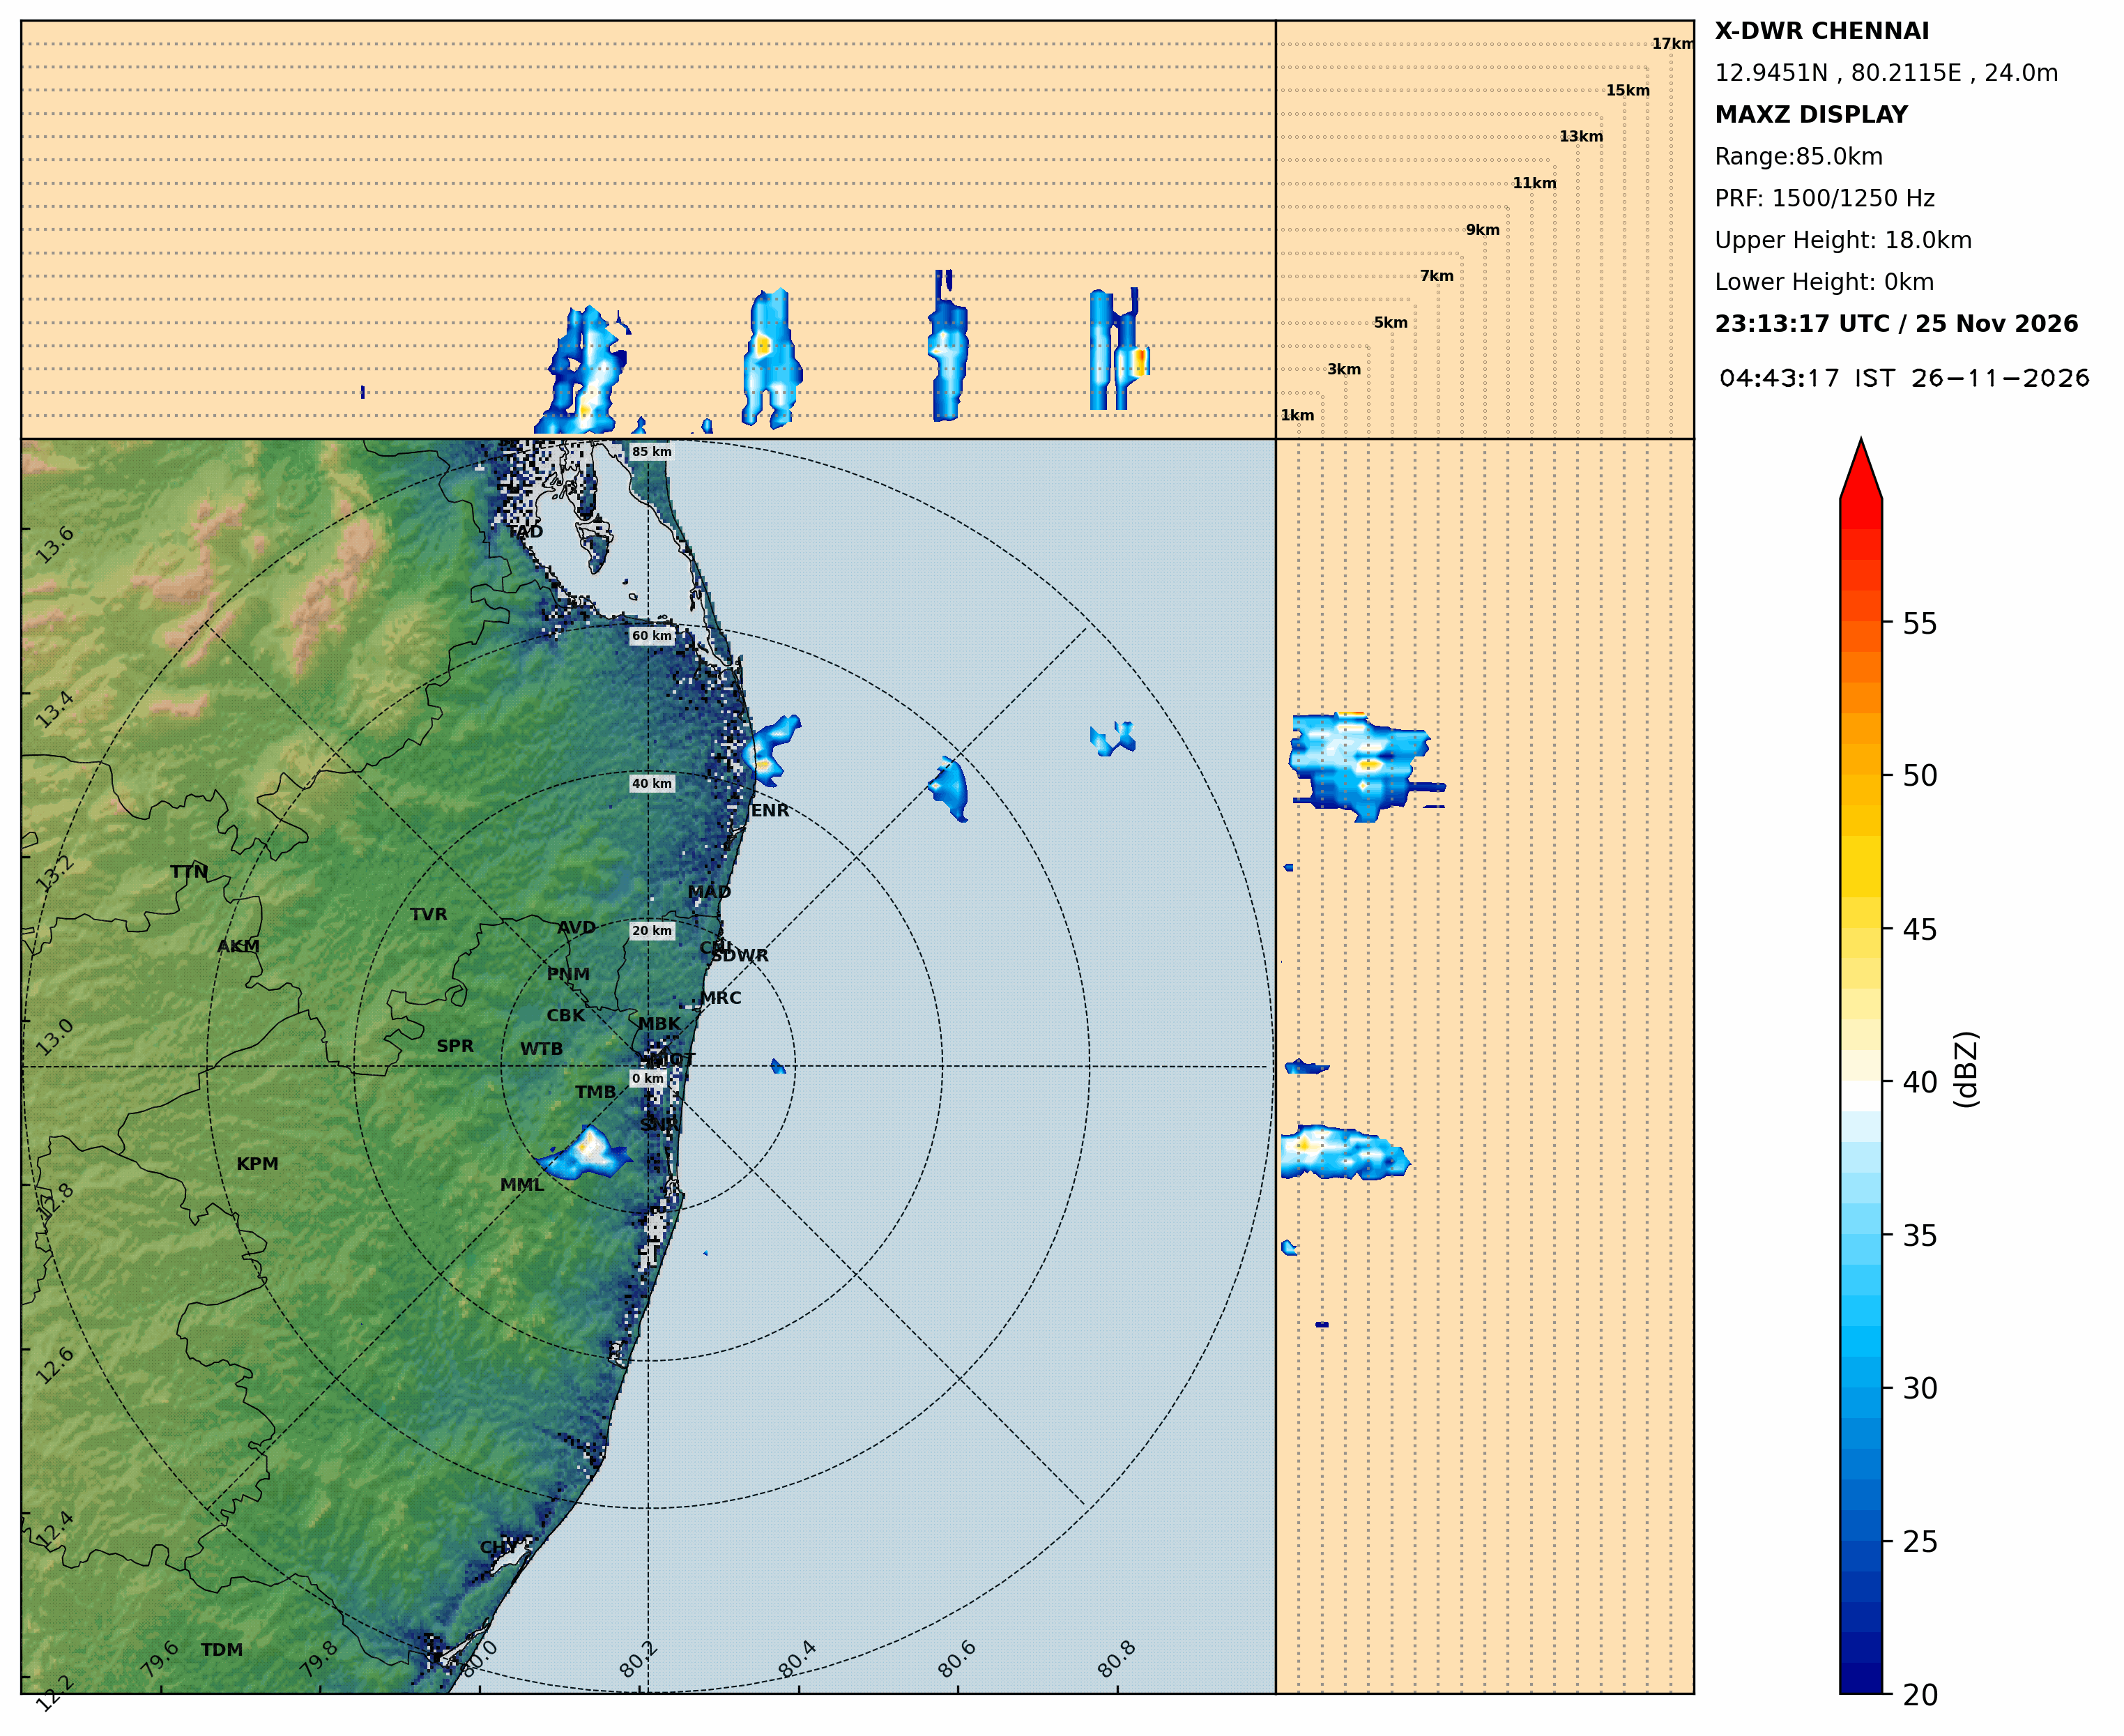 X-DWR CHENNAI
12.9451N , 80.2115E , 24.0m
MAXZ DISPLAY
Range:85.0km
PRF: 1500/1250 Hz
Upper Height: 18.0km
Lower Height: 0km
23:13:17 UTC / 25 Nov 2026
04:43:17 IST 26-11-2026
17km
15km
13km
11km
9km
7km
5km
3km
1km
85 km
60 km
40 km
20 km
0 km
TAD
ENR
MAD
TTN
TVR
AVD
AKM
SDWR
PNM
MRC
CBK
MBK
SPR
WTB
TMB
SNR
KPM
MML
CHY
TDM
13.6
13.4
13.2
13.0
12.8
12.6
12.4
12.2
79.6
79.8
80.0
80.2
80.4
80.6
80.8
55
50
45
40
35
30
25
20
(dBZ)